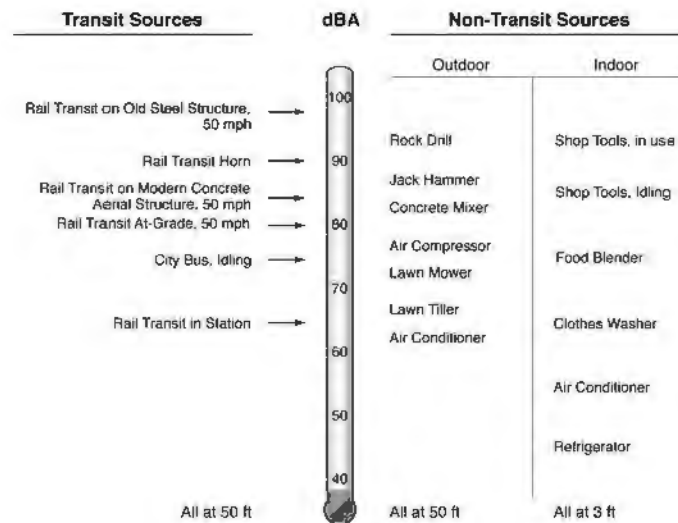 Transit Sources
dBA
Non-Transit Sources
Outdoor
Indoor
100
Rail Transit on Old Steel Structure,
50 mph
Rock Drill
Shop Tools, in use
Rail Transit Horn
90
Jack Hammer
Rail Transit on Modern Concrete
Aerial Structure, 50 mph
Shop Tools, Idling
Concrete Mixer
Rail Transit At-Grade, 50 mph
80
Air Compressor
City Bus, Idling
Food Blender
Lawn Mower
70
Lawn Tiller
Rail Transit in Station
Clothes Washer
Air Conditioner
60
Air Conditioner
50
Refrigerator
40
All at 50 ft
All at 50 ft
All at 3 ft